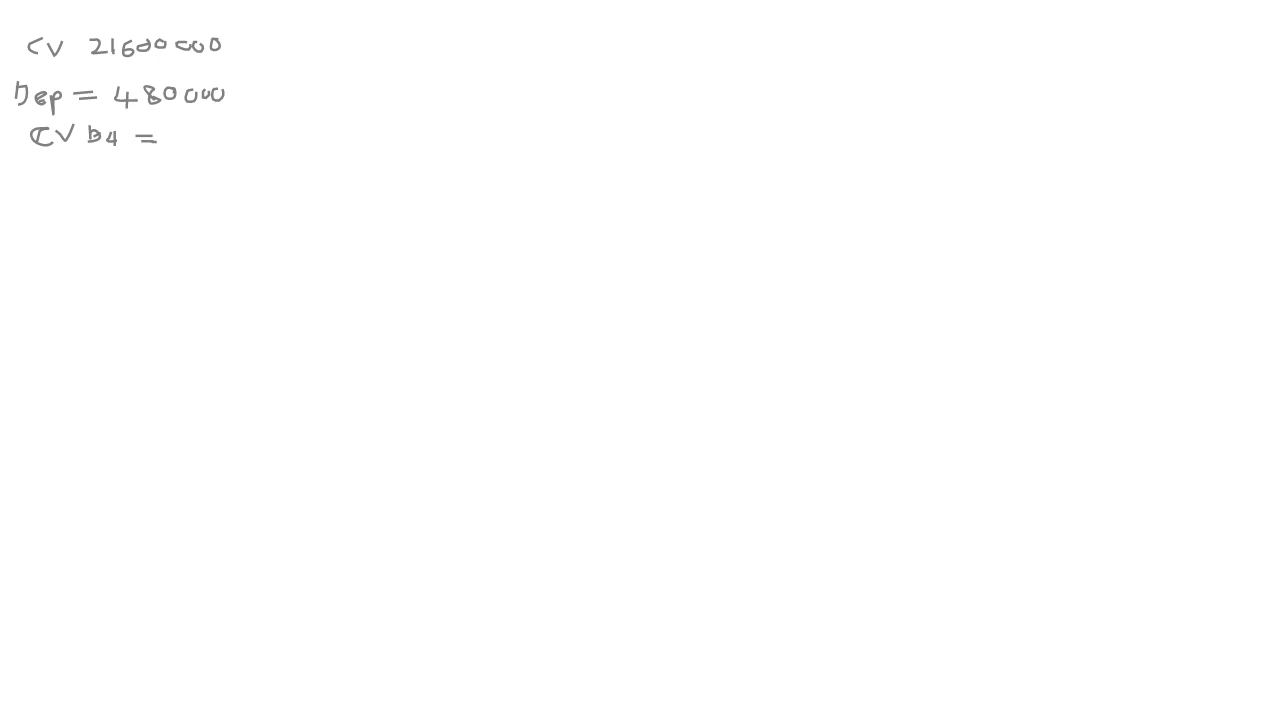 CV 21600000
Dep = 480000
CV b4 =